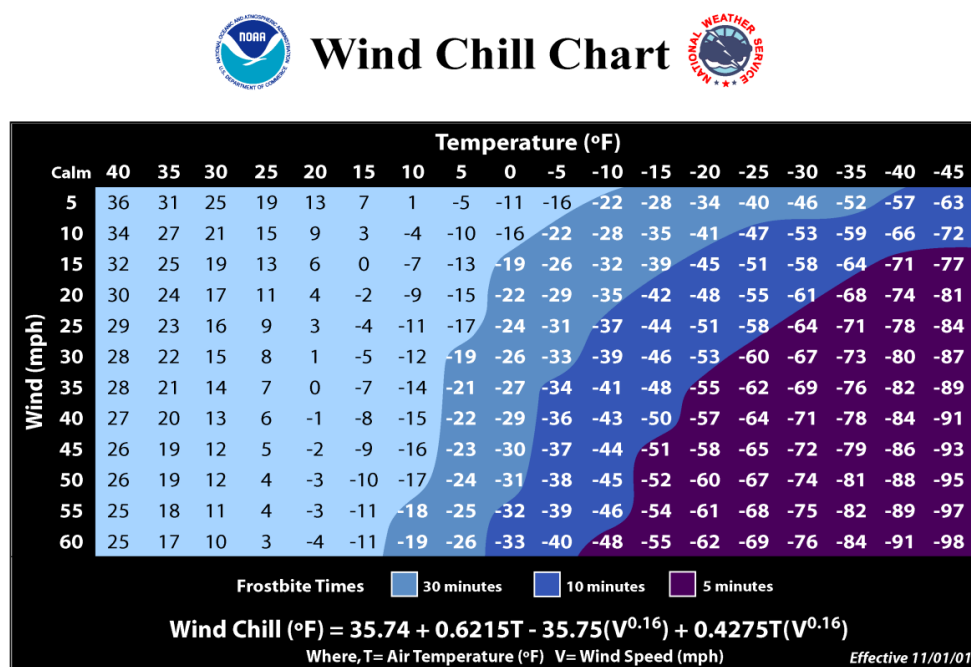 NATIONAL OCEANIC AND ATMOSPHERIC ADMINISTRATION
NOAA
U.S. DEPARTMENT OF COMMERCE
Wind Chill Chart
NATIONAL WEATHER SERVICE
Temperature (ºF)
Calm 40 35 30 25 20 15 10 5 0 -5 -10 -15 -20 -25 -30 -35 -40 -45
Wind (mph)
5 36 31 25 19 13 7 1 -5 -11 -16 -22 -28 -34 -40 -46 -52 -57 -63
10 34 27 21 15 9 3 -4 -10 -16 -22 -28 -35 -41 -47 -53 -59 -66 -72
15 32 25 19 13 6 0 -7 -13 -19 -26 -32 -39 -45 -51 -58 -64 -71 -77
20 30 24 17 11 4 -2 -9 -15 -22 -29 -35 -42 -48 -55 -61 -68 -74 -81
25 29 23 16 9 3 -4 -11 -17 -24 -31 -37 -44 -51 -58 -64 -71 -78 -84
30 28 22 15 8 1 -5 -12 -19 -26 -33 -39 -46 -53 -60 -67 -73 -80 -87
35 28 21 14 7 0 -7 -14 -21 -27 -34 -41 -48 -55 -62 -69 -76 -82 -89
40 27 20 13 6 -1 -8 -15 -22 -29 -36 -43 -50 -57 -64 -71 -78 -84 -91
45 26 19 12 5 -2 -9 -16 -23 -30 -37 -44 -51 -58 -65 -72 -79 -86 -93
50 26 19 12 4 -3 -10 -17 -24 -31 -38 -45 -52 -60 -67 -74 -81 -88 -95
55 25 18 11 4 -3 -11 -18 -25 -32 -39 -46 -54 -61 -68 -75 -82 -89 -97
60 25 17 10 3 -4 -11 -19 -26 -33 -40 -48 -55 -62 -69 -76 -84 -91 -98
Frostbite Times 30 minutes 10 minutes 5 minutes
Wind Chill (ºF) = 35.74 + 0.6215T - 35.75(V^0.16) + 0.4275T(V^0.16)
Where, T= Air Temperature (ºF) V= Wind Speed (mph) Effective 11/01/01